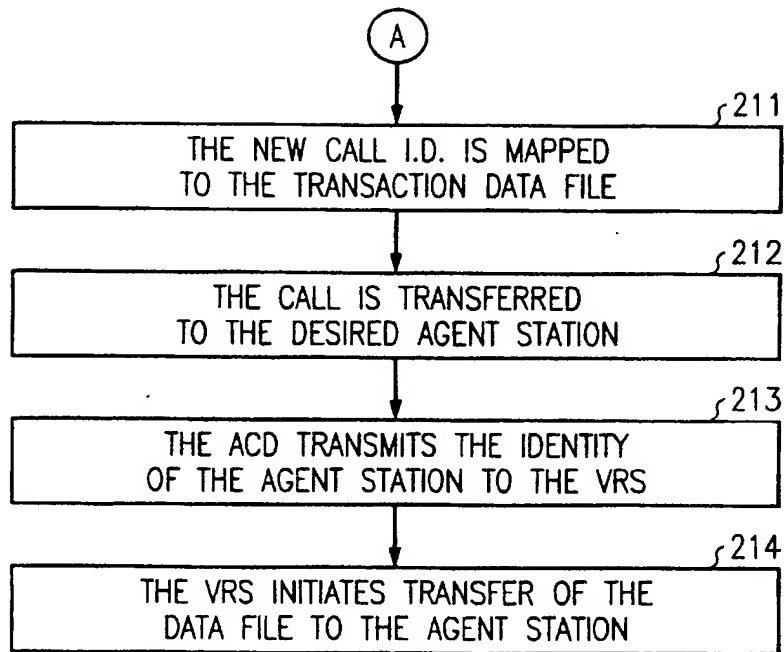 A
211
THE NEW CALL I.D. IS MAPPED
TO THE TRANSACTION DATA FILE
212
THE CALL IS TRANSFERRED
TO THE DESIRED AGENT STATION
213
THE ACD TRANSMITS THE IDENTITY
OF THE AGENT STATION TO THE VRS
214
THE VRS INITIATES TRANSFER OF THE
DATA FILE TO THE AGENT STATION